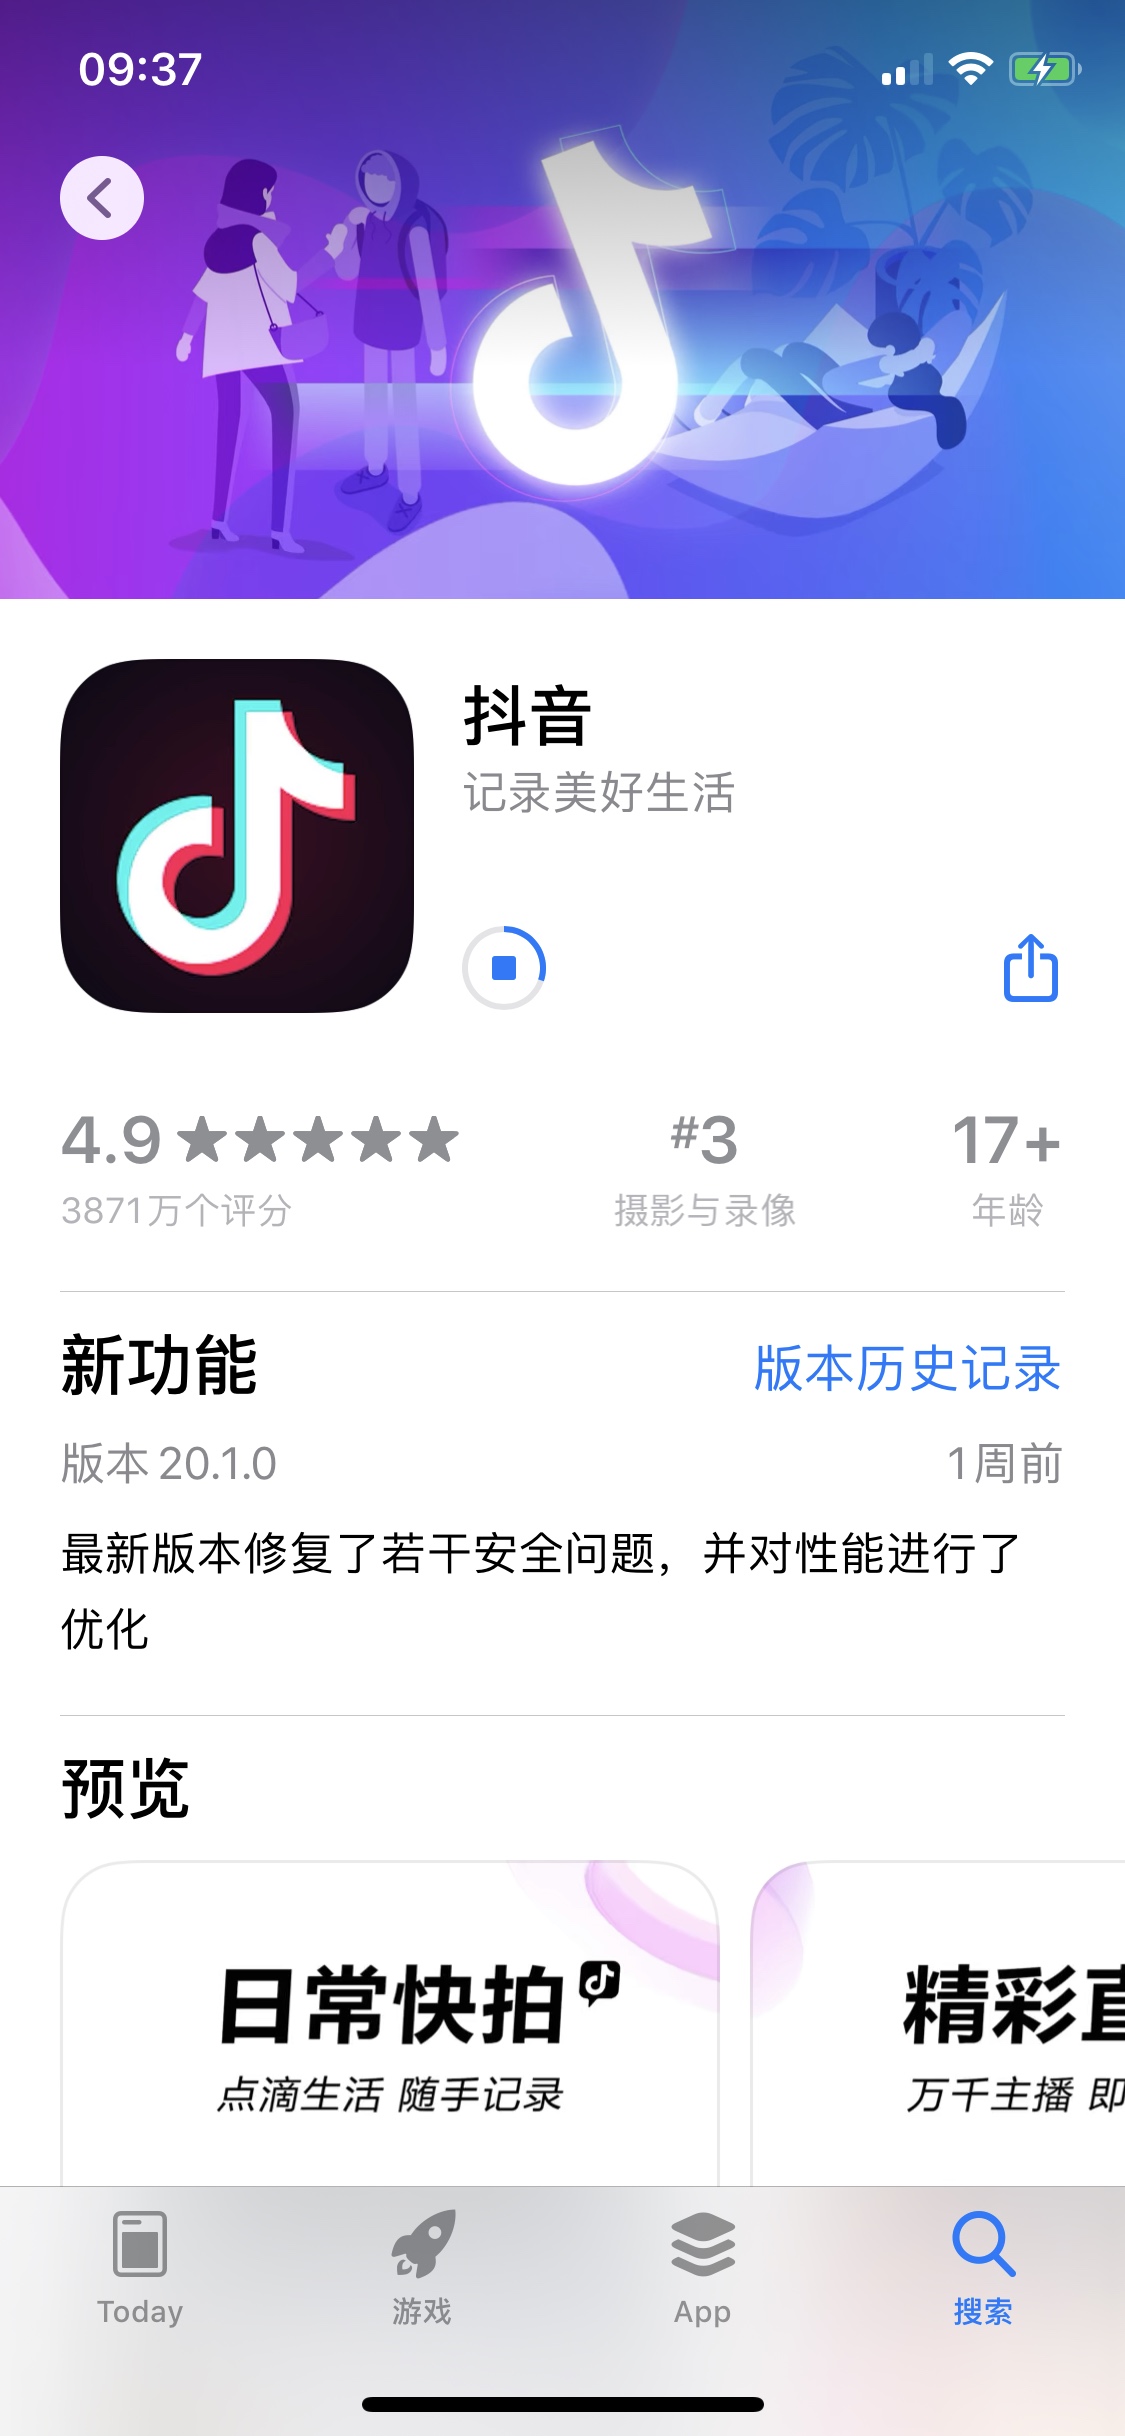 09:37
抖音
记录美好生活
4.9
#3
17+
3871万个评分
摄影与录像
年龄
新功能
版本历史记录
版本 20.1.0
1周前
最新版本修复了若干安全问题，并对性能进行了
优化
预览
日常快拍
点滴生活 随手记录
精彩
万千主播 即
Today
游戏
App
搜索